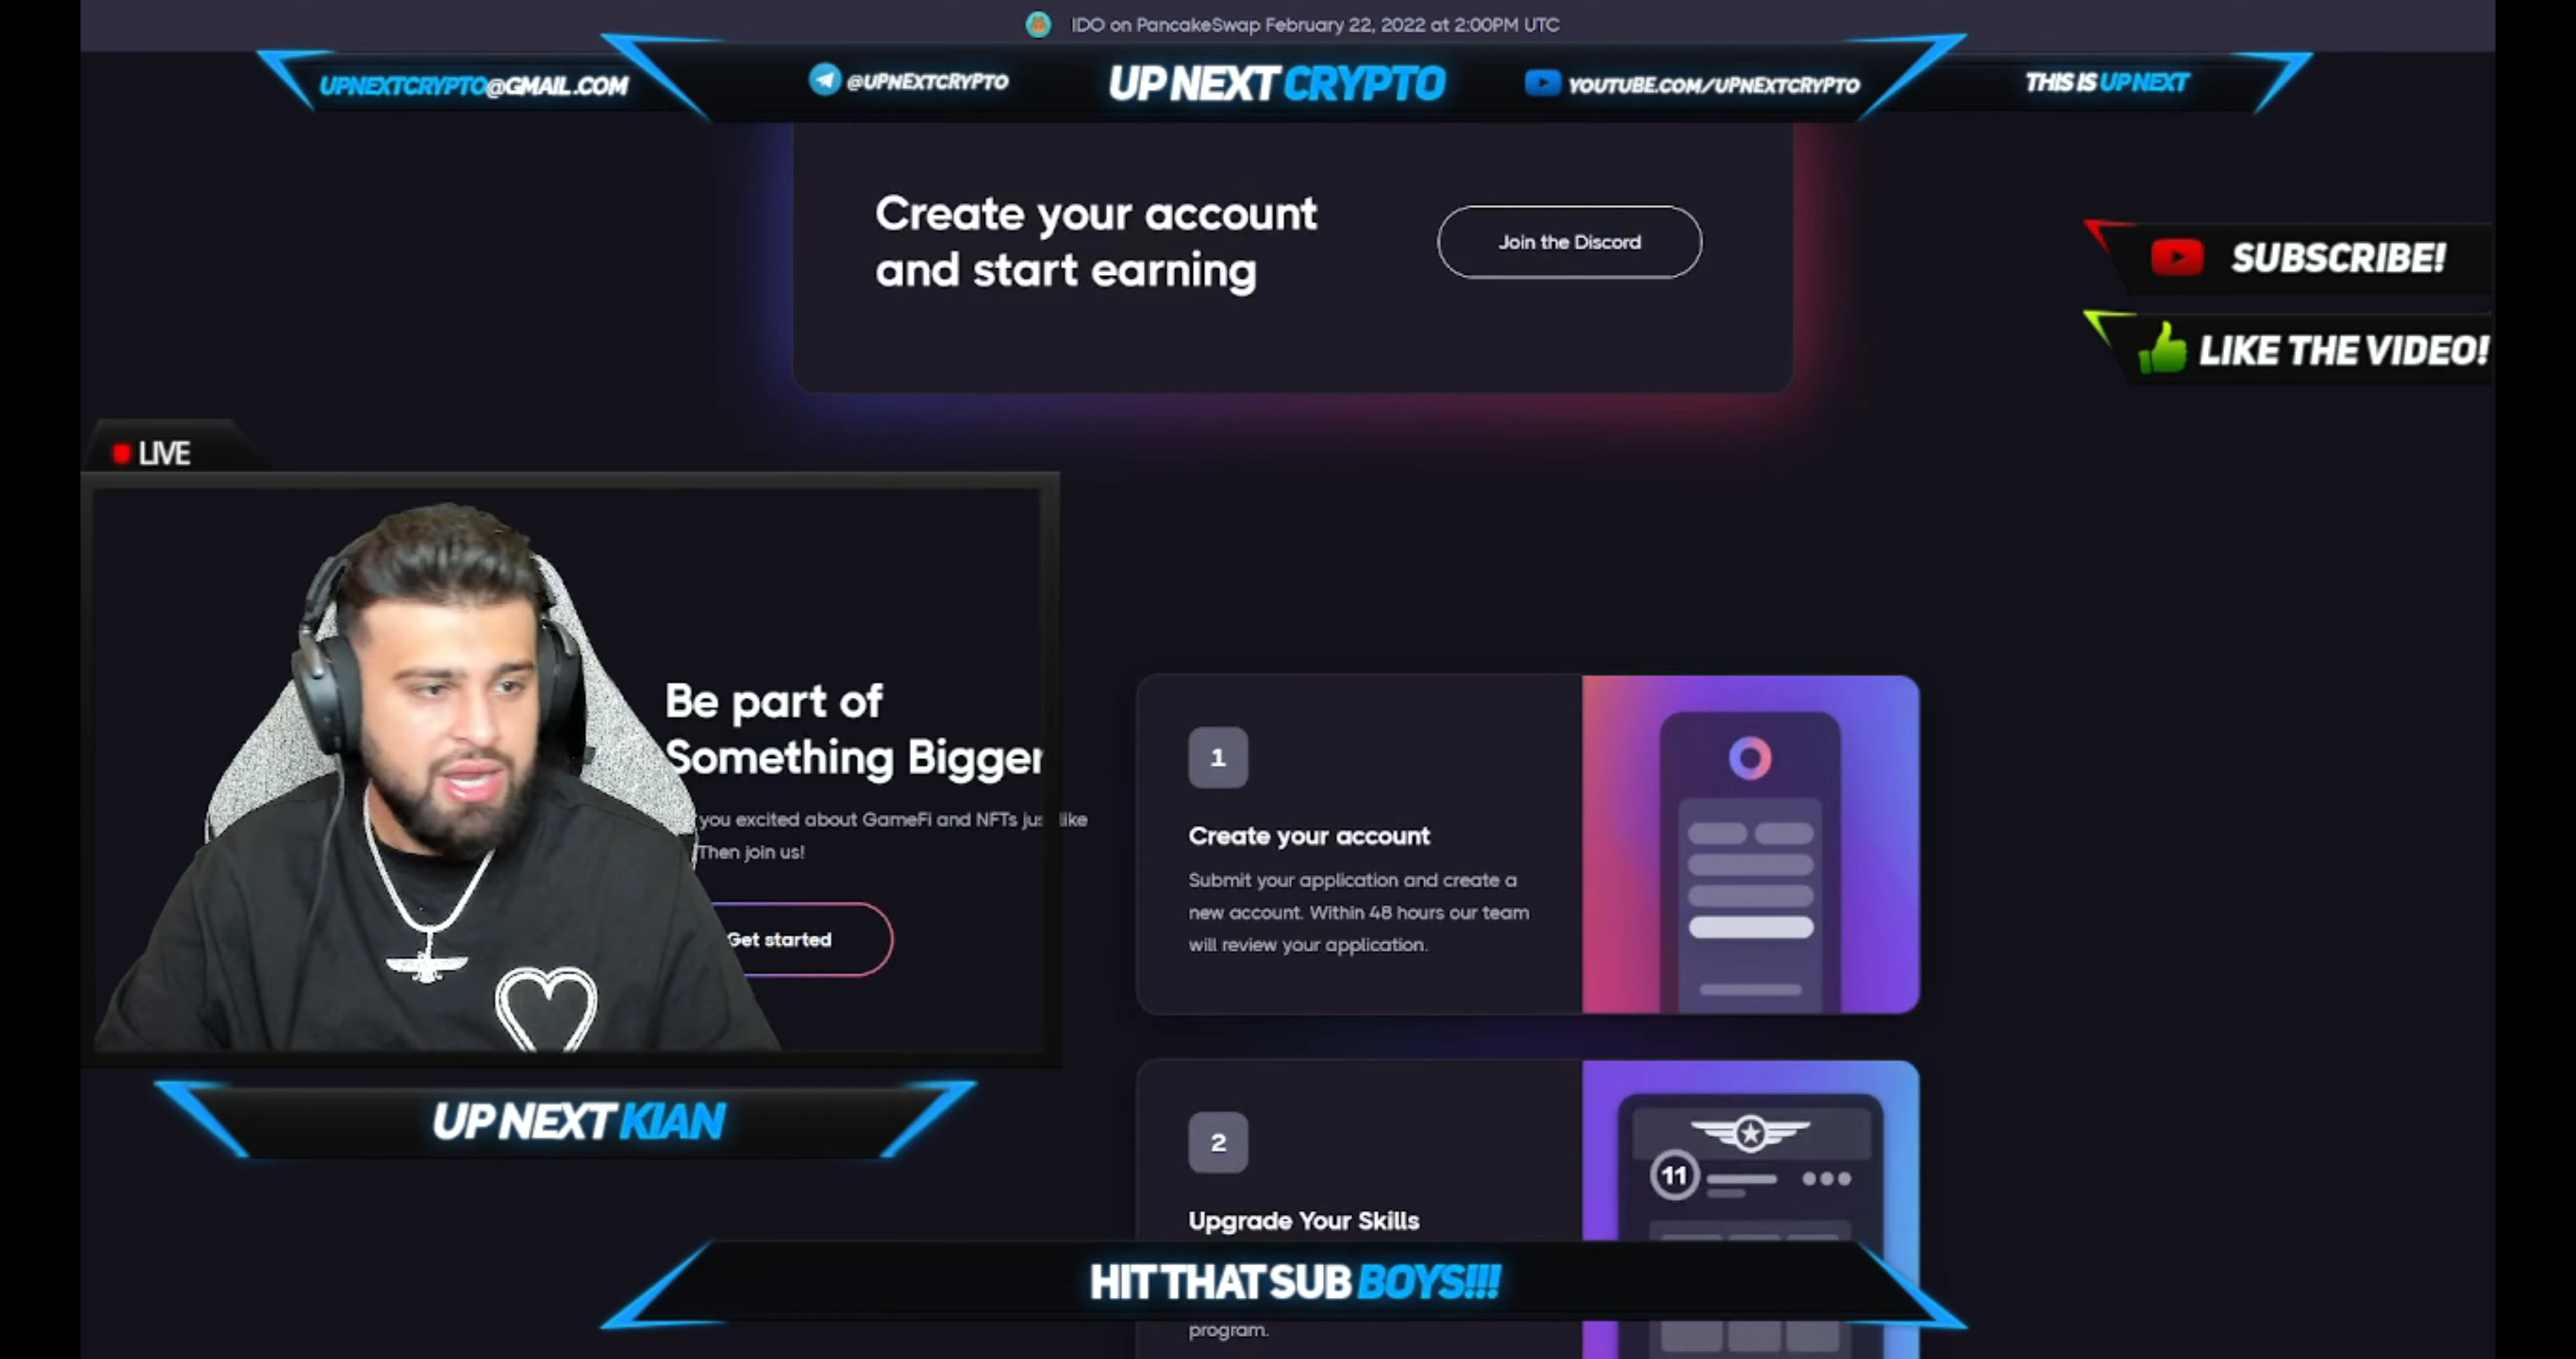 IDO on PancakeSwap February 22, 2022 at 2:00PM UTC
UPNEXTCRYPTO@GMAIL.COM
@UPNEXTCRYPTO
UP NEXT CRYPTO
YOUTUBE.COM/UPNEXTCRYPTO
THIS IS UP NEXT
Create your account
and start earning
Join the Discord
SUBSCRIBE!
LIKE THE VIDEO!
LIVE
Be part of
Something Bigger
you excited about GameFi and NFTs just like
Then join us!
Get started
UP NEXT KIAN
1
Create your account
Submit your application and create a
new account. Within 48 hours our team
will review your application.
2
11
Upgrade Your Skills
HIT THAT SUB BOYS!!!
program.